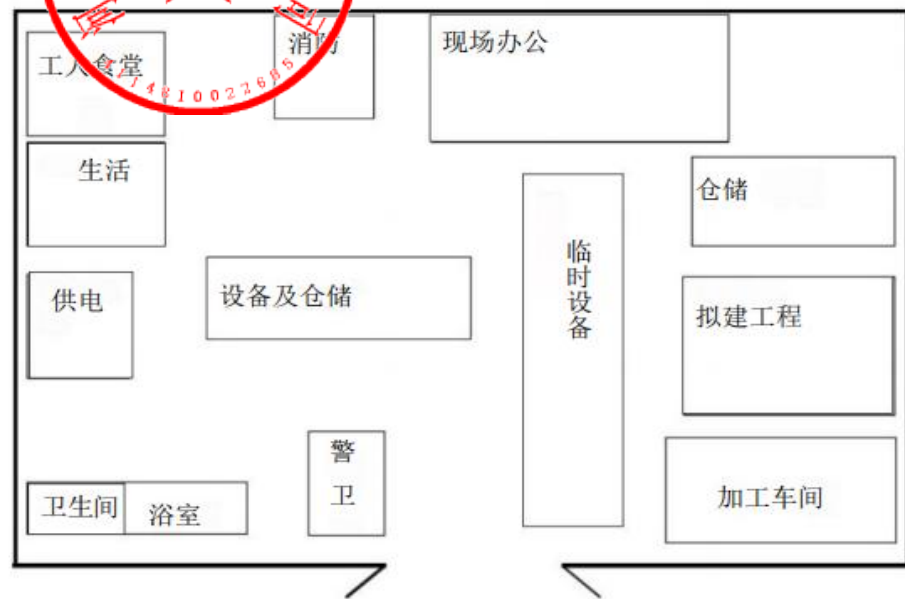 工人食堂
消防
现场办公
生活
仓储
供电
设备及仓储
临时设备
拟建工程
警卫
卫生间
浴室
加工车间